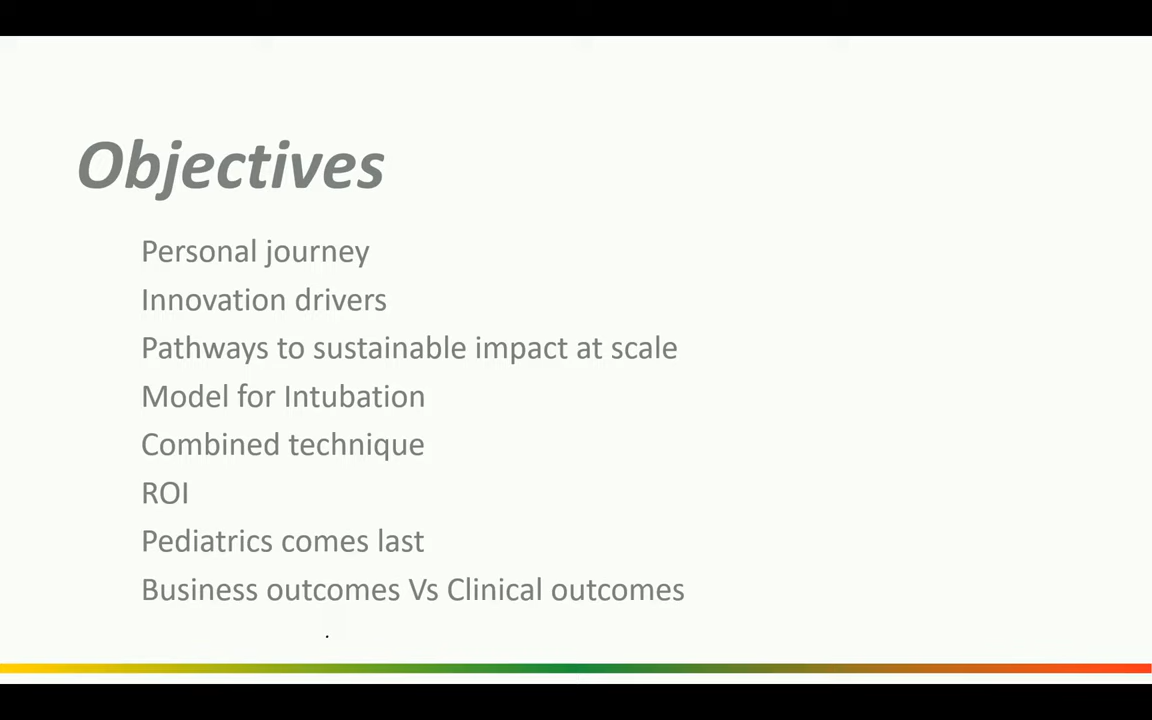 Objectives
Personal journey
Innovation drivers
Pathways to sustainable impact at scale
Model for Intubation
Combined technique
ROI
Pediatrics comes last
Business outcomes Vs Clinical outcomes
.